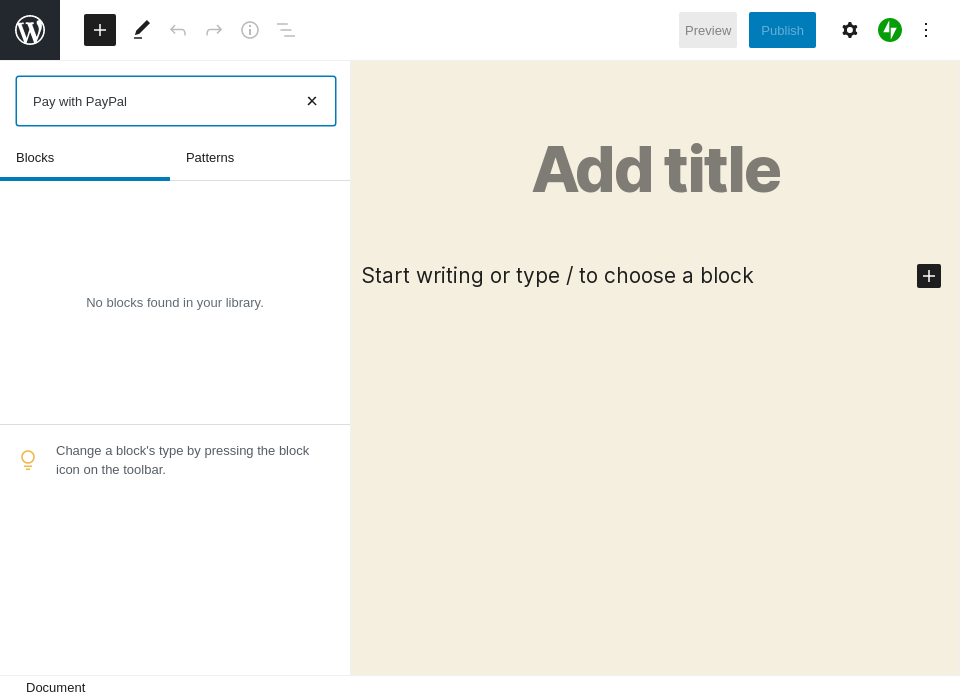 Preview
Publish
Pay with PayPal
Blocks
Patterns
No blocks found in your library.
Change a block's type by pressing the block
icon on the toolbar.
Add title
Start writing or type / to choose a block
Document